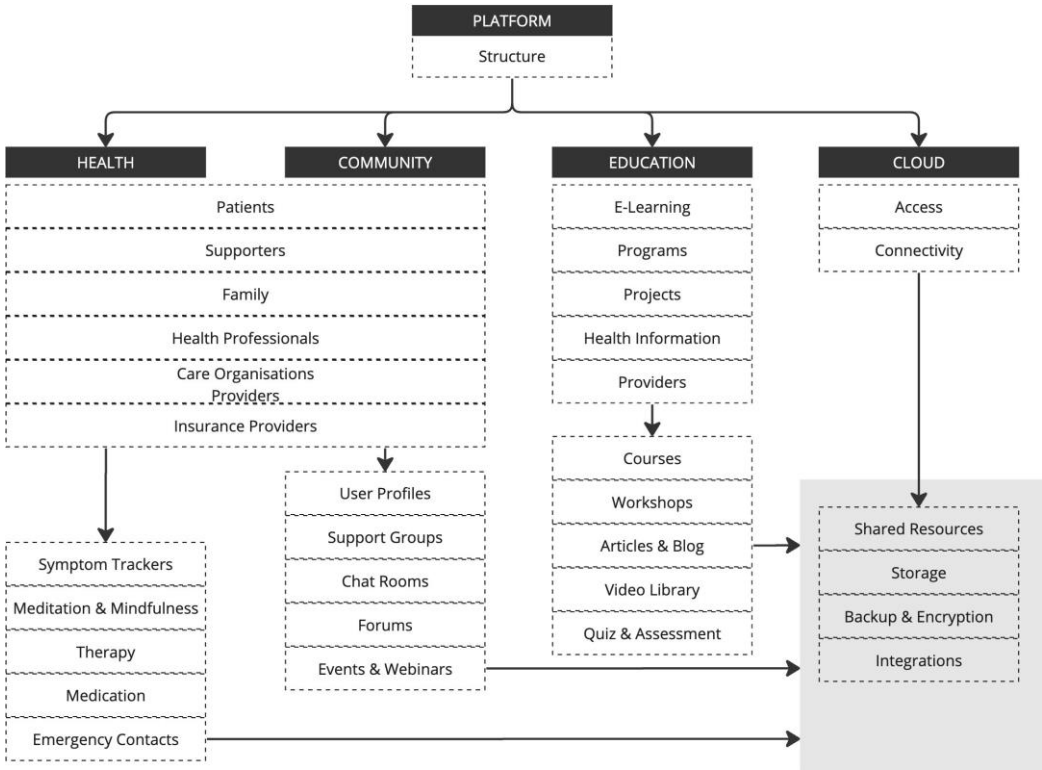 PLATFORM
Structure
HEALTH
COMMUNITY
EDUCATION
CLOUD
Patients
Supporters
Family
Health Professionals
Care Organisations
Providers
Insurance Providers
Symptom Trackers
Meditation & Mindfulness
Therapy
Medication
Emergency Contacts
User Profiles
Support Groups
Chat Rooms
Forums
Events & Webinars
E-Learning
Programs
Projects
Health Information
Providers
Courses
Workshops
Articles & Blog
Video Library
Quiz & Assessment
Access
Connectivity
Shared Resources
Storage
Backup & Encryption
Integrations